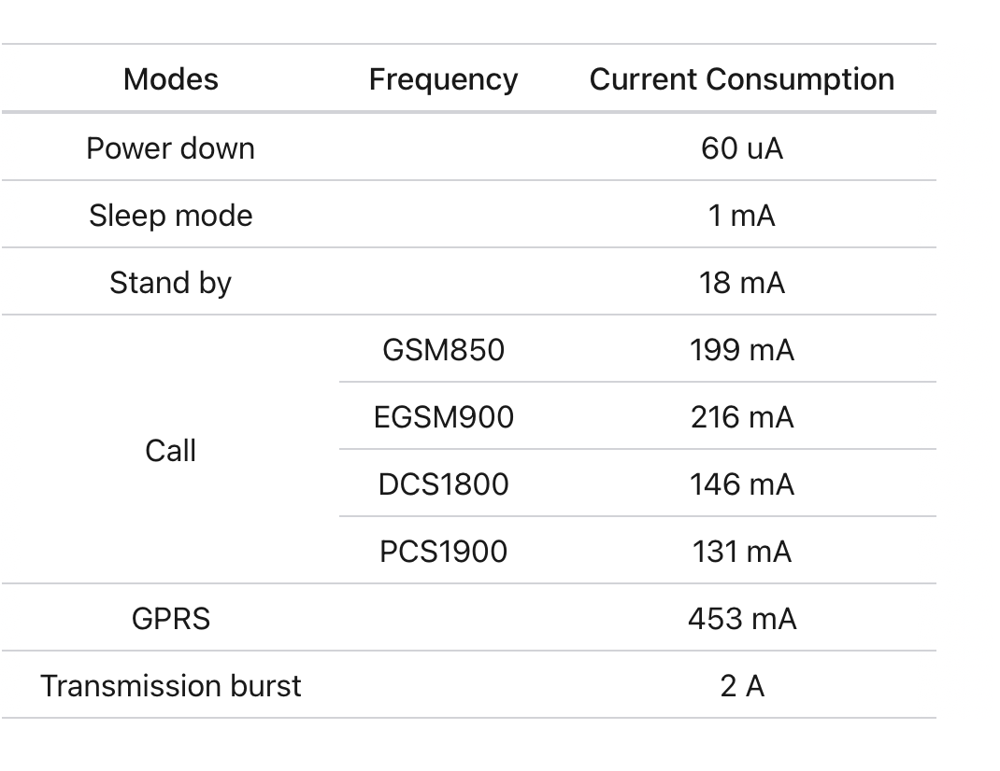 Modes Frequency Current Consumption
Power down 60 uA
Sleep mode 1 mA
Stand by 18 mA
Call
GSM850 199 mA
EGSM900 216 mA
DCS1800 146 mA
PCS1900 131 mA
GPRS 453 mA
Transmission burst 2 A